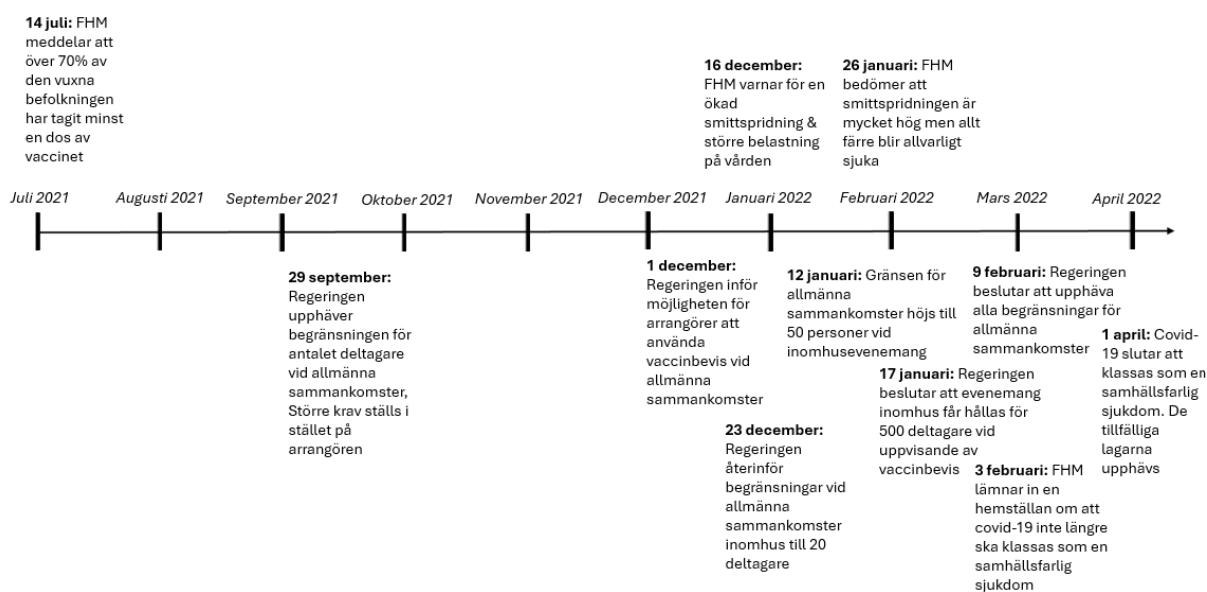 14 juli: FHM
meddelar att
över 70% av
den vuxna
befolkningen
har tagit minst
en dos av
vaccinet
16 december:
FHM varnar för en
ökad
smittspridning &
större belastning
på vården
26 januari: FHM
bedömer att
smittspridningen är
mycket hög men allt
färre blir allvarligt
sjuka
Juli 2021
Augusti 2021
September 2021
Oktober 2021
November 2021
December 2021
Januari 2022
Februari 2022
Mars 2022
April 2022
29 september:
Regeringen
upphäver
begränsningen för
antalet deltagare
vid allmänna
sammankomster,
Större krav ställs i
stället på
arrangören
1 december:
Regeringen inför
möjligheten för
arrangörer att
använda
vaccinbevis vid
allmänna
sammankomster
23 december:
Regeringen
återinför
begränsningar vid
allmänna
sammankomster
inomhus till 20
deltagare
12 januari: Gränsen för
allmänna
sammankomster höjs till
50 personer vid
inomhusevenemang
17 januari: Regeringen
beslutar att evenemang
inomhus får hållas för
500 deltagare vid
uppvisande av
vaccinbevis
9 februari: Regeringen
beslutar att upphäva
alla begränsningar för
allmänna
sammankomster
3 februari: FHM
lämnar in en
hemställan om att
covid-19 inte längre
ska klassas som en
samhällsfarlig
sjukdom
1 april: Covid-
19 slutar att
klassas som en
samhällsfarlig
sjukdom. De
tillfälliga
lagarna
upphävs